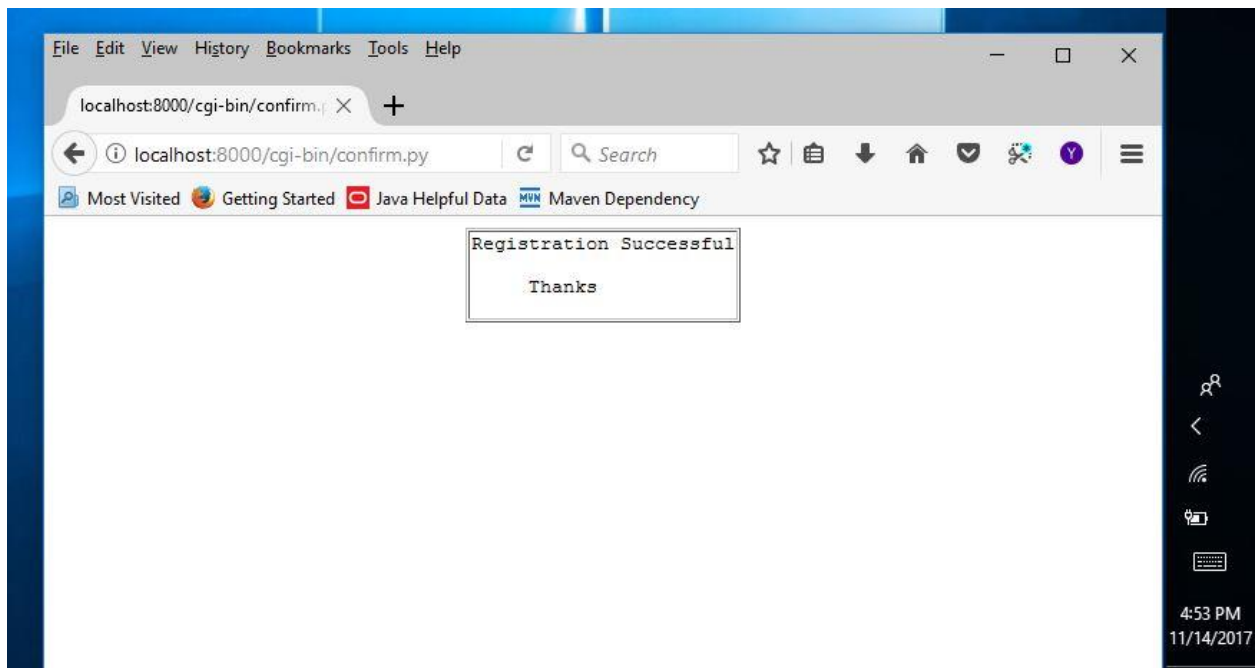 File Edit View History Bookmarks Tools Help
localhost:8000/cgi-bin/confirm.
localhost:8000/cgi-bin/confirm.py Search Y
Most Visited Getting Started Java Helpful Data MVN Maven Dependency
Registration Successful
Thanks
4:53 PM
11/14/2017